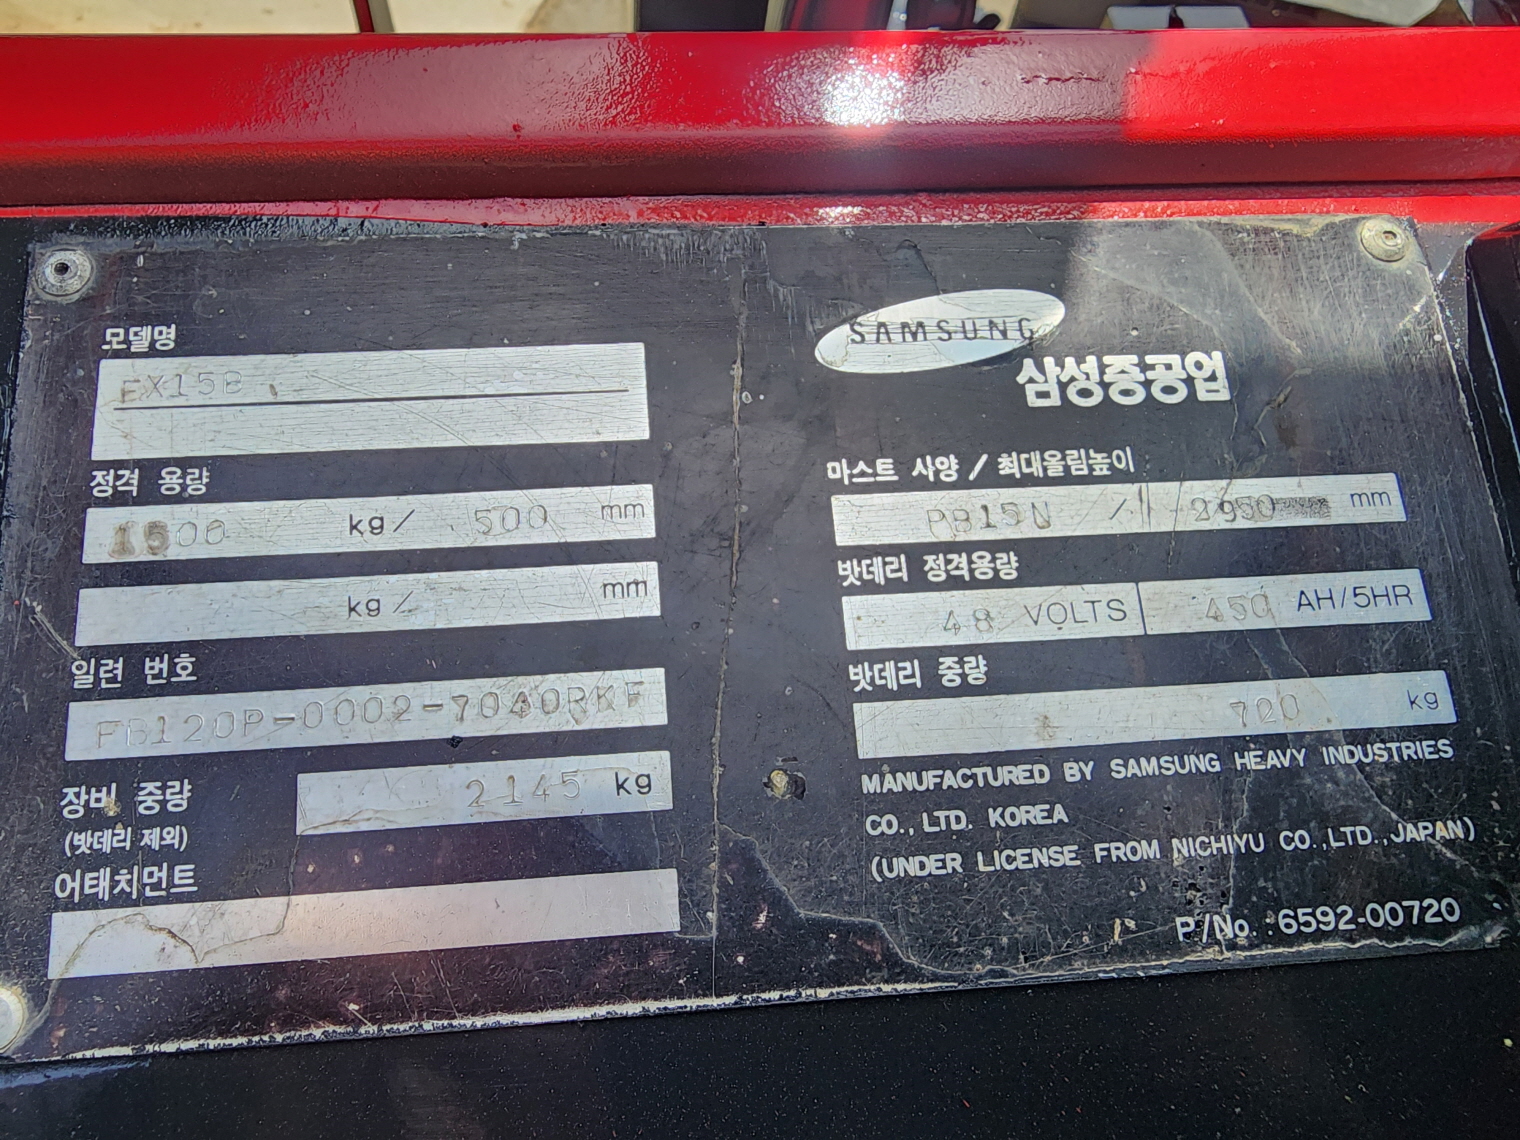 모델명
FX15B
정격 용량
1500 kg/ 500 mm
kg/ mm
일련 번호
FB120P-0002-7040RKF
장비 중량 2145 kg
(밧데리 제외)
어태치먼트
SAMSUNG
삼성중공업
마스트 사양 / 최대올림높이
PB15N / 2950 mm
밧데리 정격용량
48 VOLTS 450 AH/5HR
밧데리 중량
720 kg
MANUFACTURED BY SAMSUNG HEAVY INDUSTRIES
CO., LTD. KOREA
(UNDER LICENSE FROM NICHIYU CO.,LTD.,JAPAN)
P/No. : 6592-00720